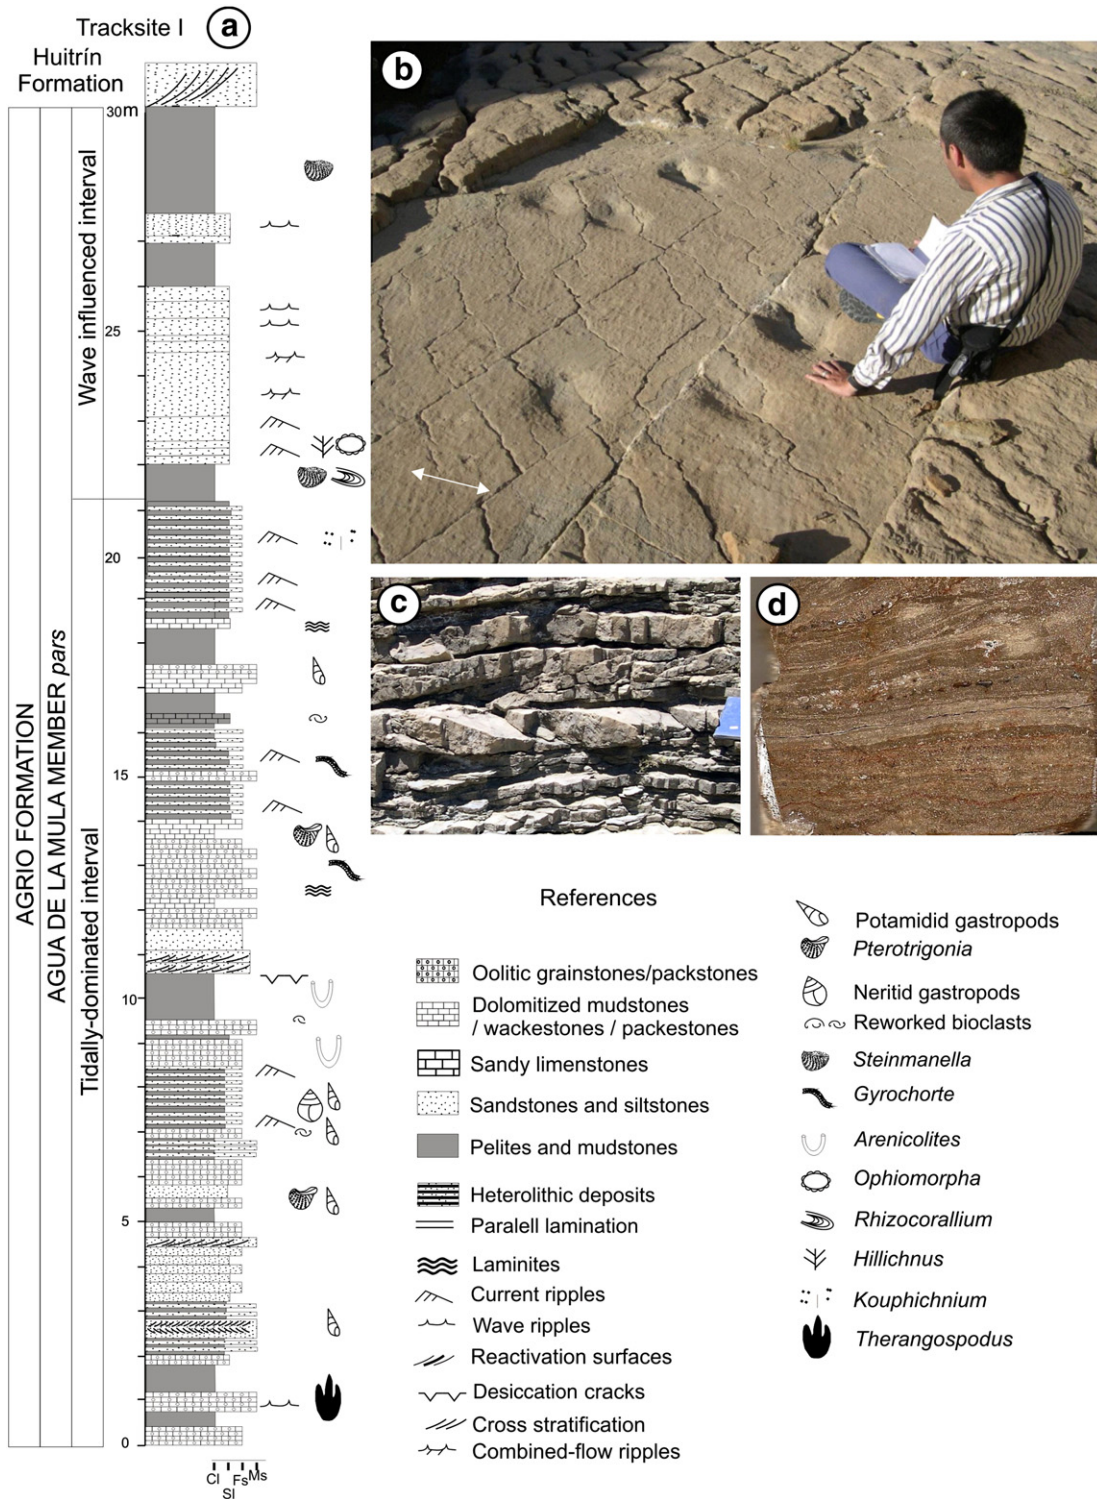 Tracksite I
a
Huitrín
Formation
30m
25
20
15
10
5
0
Wave influenced interval
Tidally-dominated interval
AGRIO FORMATION
AGUA DE LA MULA MEMBER pars
Cl
Sl
Fs
Ms
b
c
d
References
Oolitic grainstones/packstones
Dolomitized mudstones
/ wackestones / packestones
Sandy limenstones
Sandstones and siltstones
Pelites and mudstones
Heterolithic deposits
Paralell lamination
Laminites
Current ripples
Wave ripples
Reactivation surfaces
Desiccation cracks
Cross stratification
Combined-flow ripples
Potamidid gastropods
Pterotrigonia
Neritid gastropods
Reworked bioclasts
Steinmanella
Gyrochorte
Arenicolites
Ophiomorpha
Rhizocorallium
Hillichnus
Kouphichnium
Therangospodus